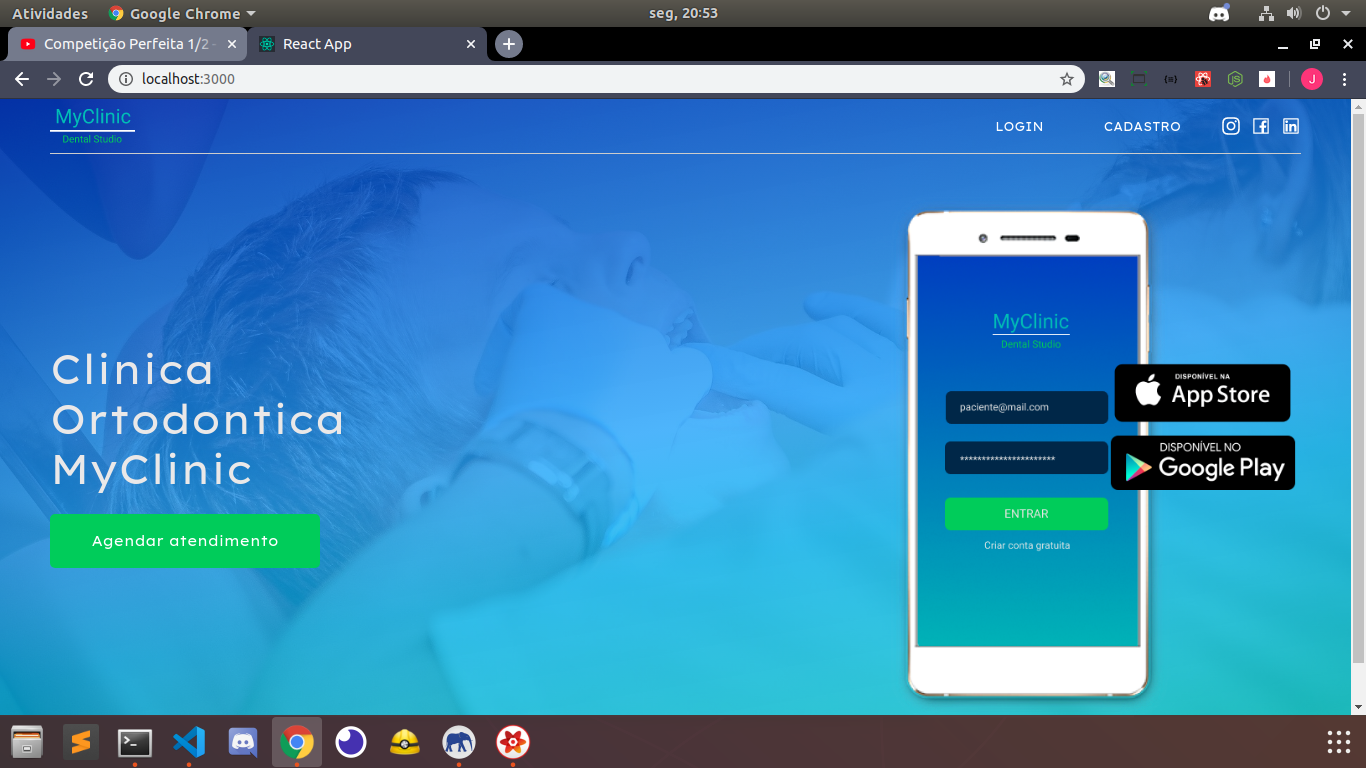 Atividades
Google Chrome
seg, 20:53
Competição Perfeita 1/2 -
React App
localhost:3000
J
MyClinic
Dental Studio
LOGIN
CADASTRO
Clinica
Ortodontica
MyClinic
Agendar atendimento
MyClinic
Dental Studio
paciente@mail.com
**********************
ENTRAR
Criar conta gratuita
DISPONÍVEL NA
App Store
DISPONÍVEL NO
Google Play